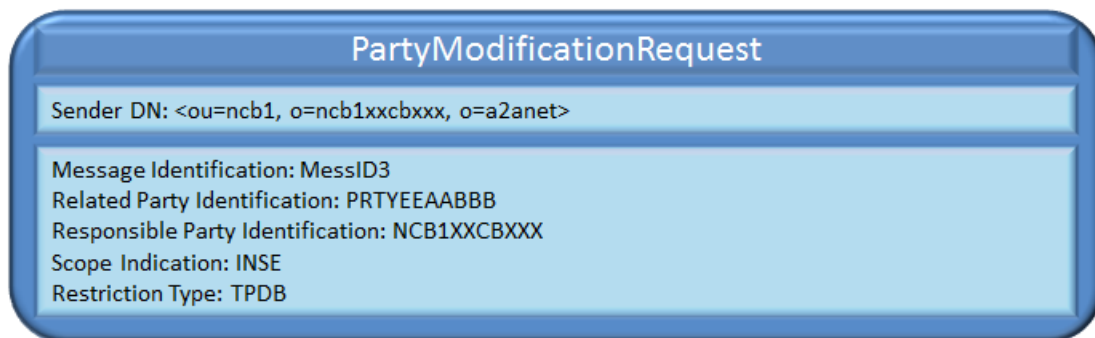 PartyModificationRequest
Sender DN: <ou=ncb1, o=ncb1xxcbxxx, o=a2anet>
Message Identification: MessID3
Related Party Identification: PRTYEEAABBB
Responsible Party Identification: NCB1XXCBXXX
Scope Indication: INSE
Restriction Type: TPDB